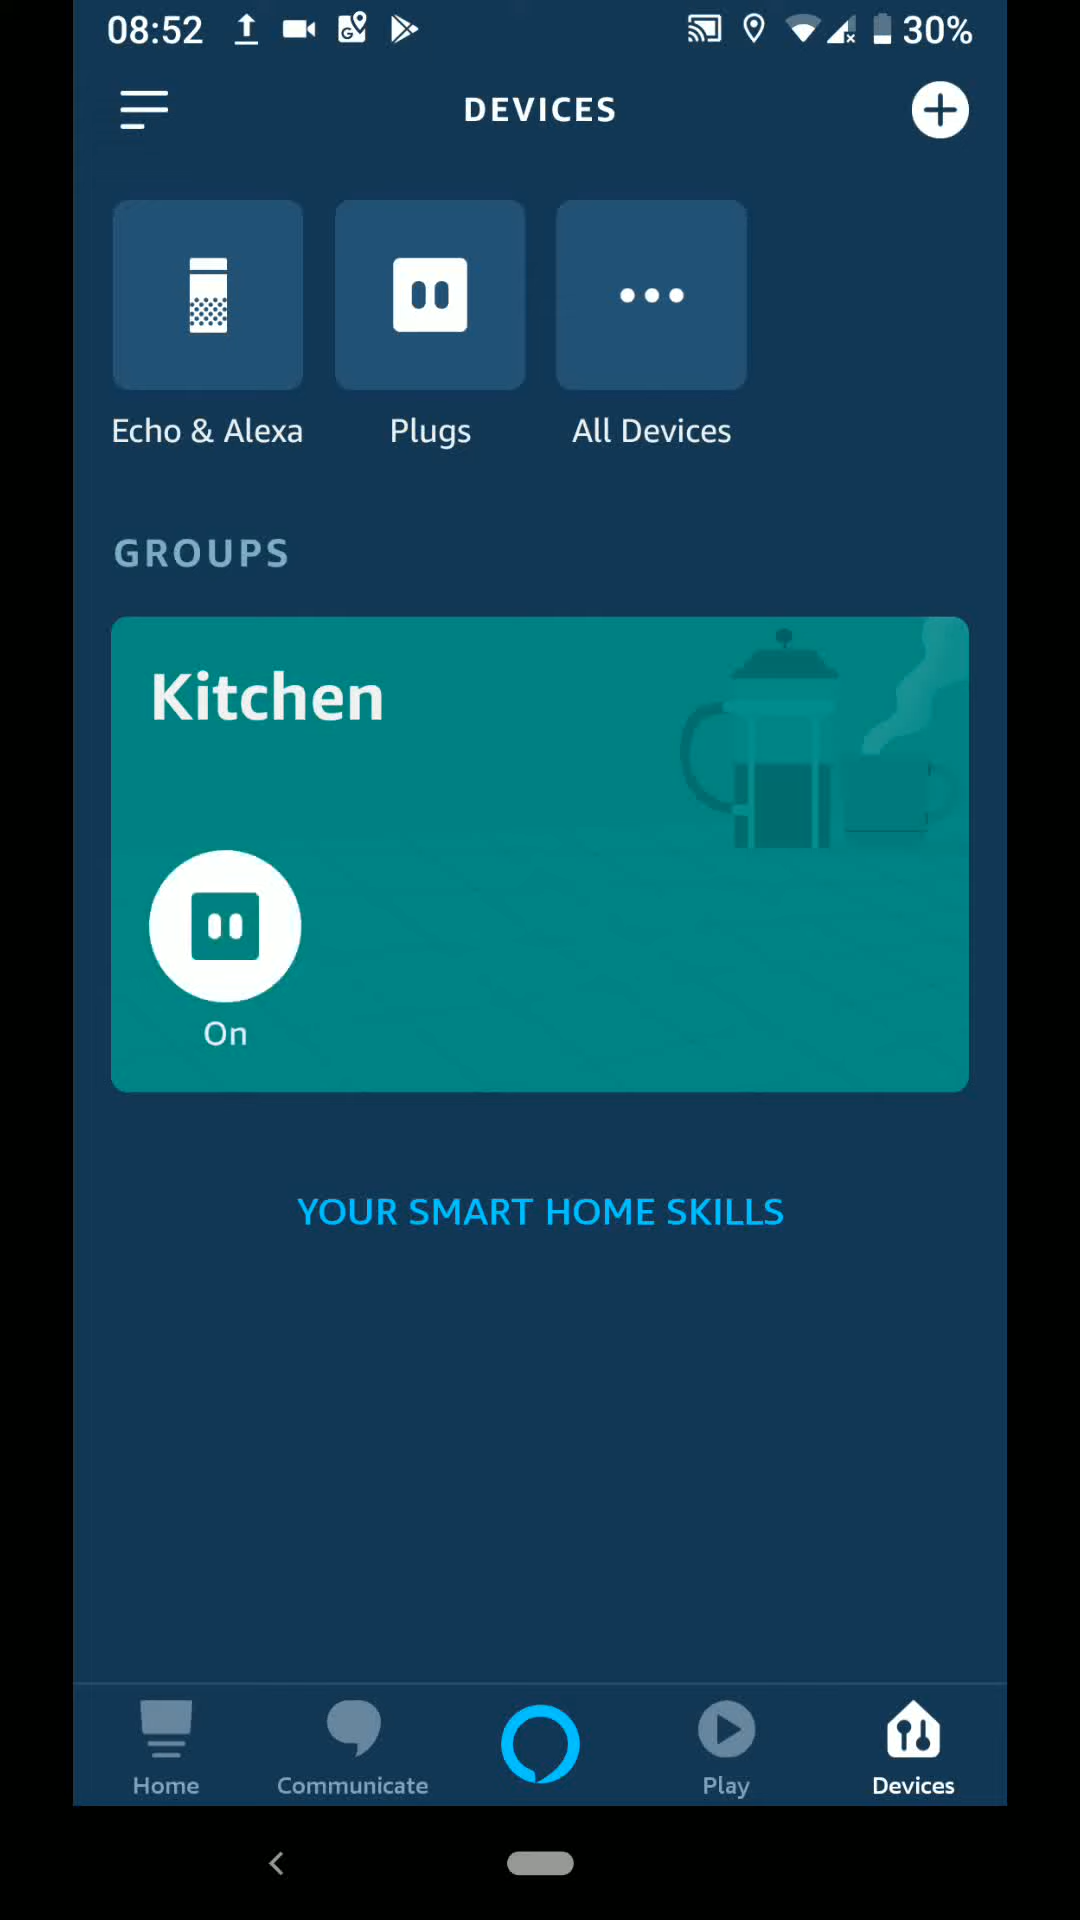 08:52
30%
DEVICES
Echo & Alexa
Plugs
All Devices
GROUPS
Kitchen
On
YOUR SMART HOME SKILLS
Home
Communicate
Play
Devices